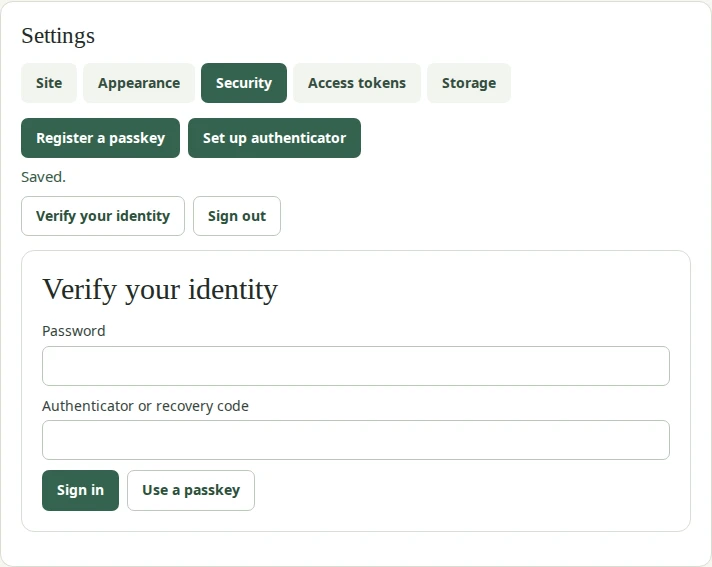 Settings
Site Appearance Security Access tokens Storage
Register a passkey Set up authenticator
Saved.
Verify your identity Sign out
Verify your identity
Password
Authenticator or recovery code
Sign in Use a passkey